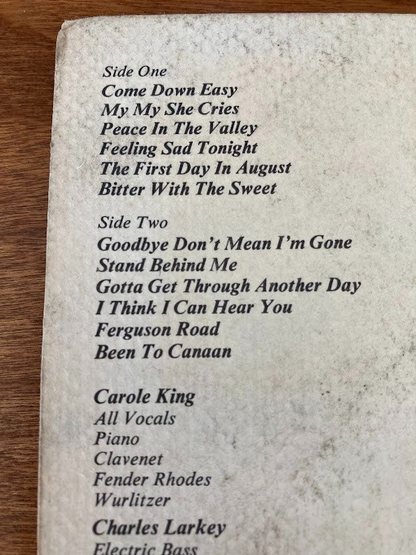 Side One
Come Down Easy
My My She Cries
Peace In The Valley
Feeling Sad Tonight
The First Day In August
Bitter With The Sweet
Side Two
Goodbye Don't Mean I'm Gone
Stand Behind Me
Gotta Get Through Another Day
I Think I Can Hear You
Ferguson Road
Been To Canaan
Carole King
All Vocals
Piano
Clavenet
Fender Rhodes
Wurlitzer
Charles Larkey
Electric Bass